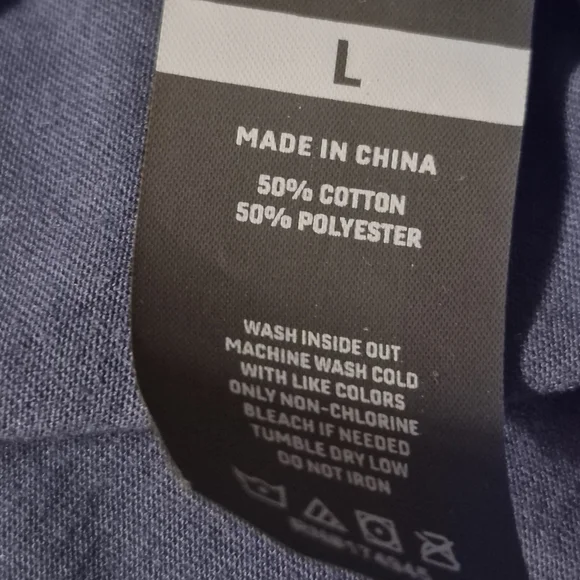 L
MADE IN CHINA
50% COTTON
50% POLYESTER
WASH INSIDE OUT
MACHINE WASH COLD
WITH LIKE COLORS
ONLY NON-CHLORINE
BLEACH IF NEEDED
TUMBLE DRY LOW
DO NOT IRON